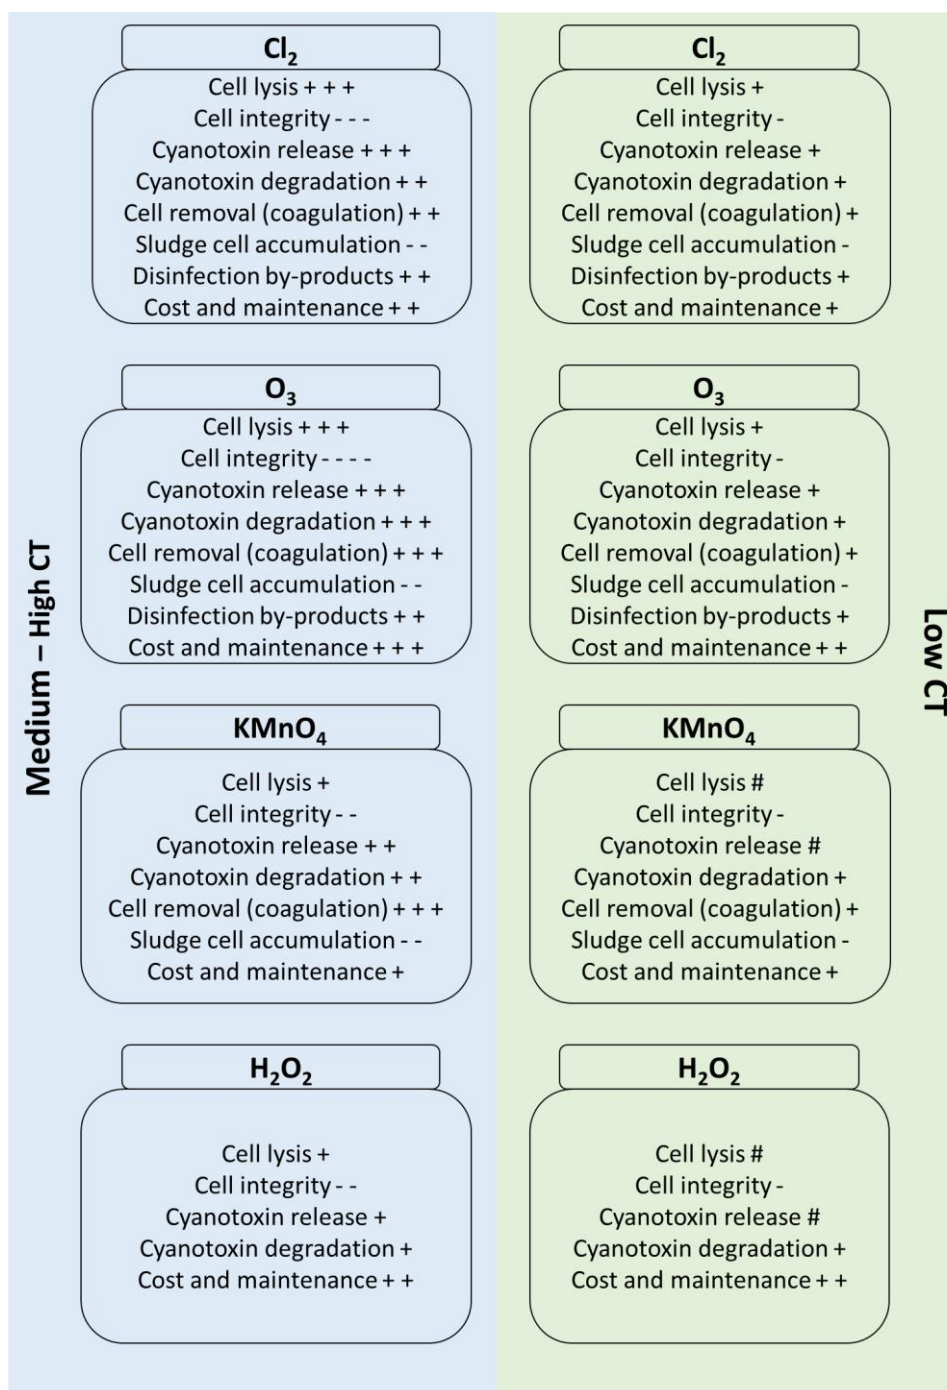 Medium – High CT
Cl₂
Cell lysis + + +
Cell integrity - - -
Cyanotoxin release + + +
Cyanotoxin degradation + +
Cell removal (coagulation) + +
Sludge cell accumulation - -
Disinfection by-products + +
Cost and maintenance + +
O₃
Cell lysis + + +
Cell integrity - - - -
Cyanotoxin release + + +
Cyanotoxin degradation + + +
Cell removal (coagulation) + + +
Sludge cell accumulation - -
Disinfection by-products + +
Cost and maintenance + + +
KMnO₄
Cell lysis +
Cell integrity - -
Cyanotoxin release + +
Cyanotoxin degradation + +
Cell removal (coagulation) + + +
Sludge cell accumulation - -
Cost and maintenance +
H₂O₂
Cell lysis +
Cell integrity - -
Cyanotoxin release +
Cyanotoxin degradation +
Cost and maintenance + +
Low CT
Cl₂
Cell lysis +
Cell integrity -
Cyanotoxin release +
Cyanotoxin degradation +
Cell removal (coagulation) +
Sludge cell accumulation -
Disinfection by-products +
Cost and maintenance +
O₃
Cell lysis +
Cell integrity -
Cyanotoxin release +
Cyanotoxin degradation +
Cell removal (coagulation) +
Sludge cell accumulation -
Disinfection by-products +
Cost and maintenance + +
KMnO₄
Cell lysis #
Cell integrity -
Cyanotoxin release #
Cyanotoxin degradation +
Cell removal (coagulation) +
Sludge cell accumulation -
Cost and maintenance +
H₂O₂
Cell lysis #
Cell integrity -
Cyanotoxin release #
Cyanotoxin degradation +
Cost and maintenance + +